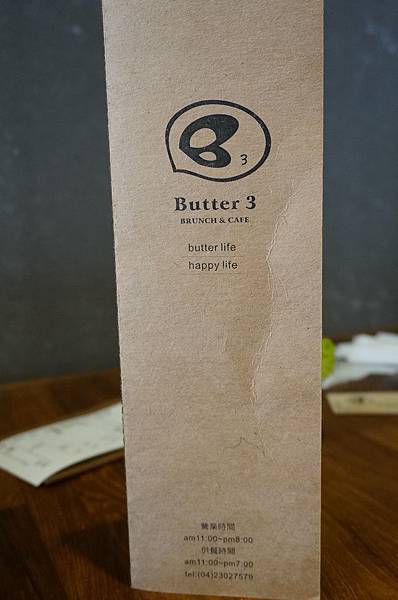 3
Butter 3
BRUNCH & CAFE
butter life
happy life
營業時間
am11:00~pm8:00
供餐時間
am11:00~pm7:00
tel:(04)23027579